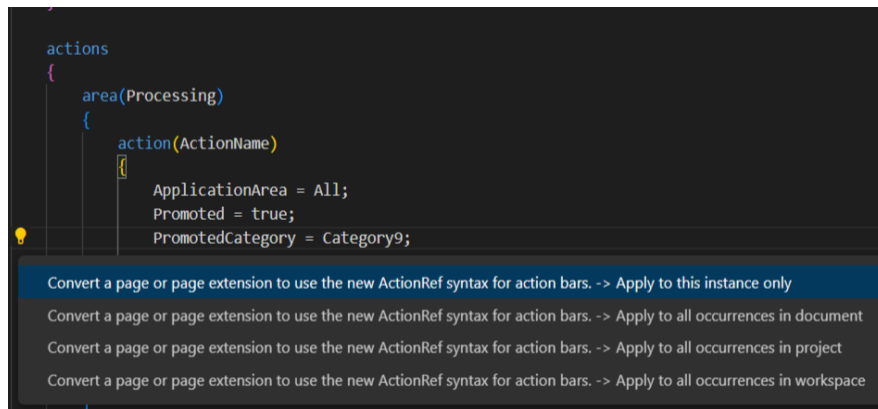 actions
{
area(Processing)
{
action(ActionName)
{
ApplicationArea = All;
Promoted = true;
PromotedCategory = Category9;
Convert a page or page extension to use the new ActionRef syntax for action bars. -> Apply to this instance only
Convert a page or page extension to use the new ActionRef syntax for action bars. -> Apply to all occurrences in document
Convert a page or page extension to use the new ActionRef syntax for action bars. -> Apply to all occurrences in project
Convert a page or page extension to use the new ActionRef syntax for action bars. -> Apply to all occurrences in workspace